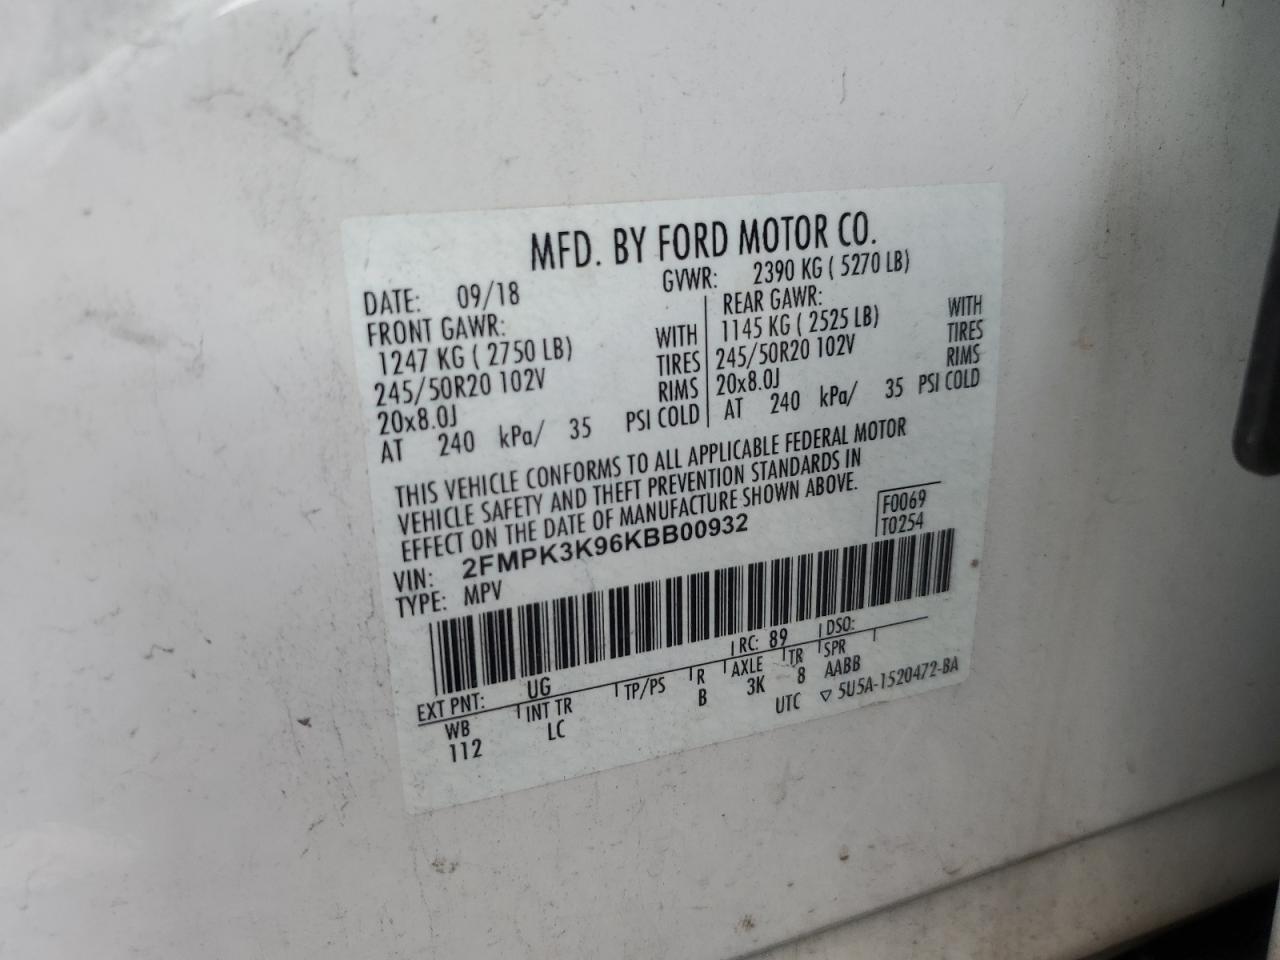 MFD. BY FORD MOTOR CO.
DATE: 09/18 GVWR: 2390 KG ( 5270 LB)
FRONT GAWR:
1247 KG ( 2750 LB) WITH
245/50R20 102V TIRES
20x8.0J RIMS
AT 240 kPa/ 35 PSI COLD
REAR GAWR:
1145 KG ( 2525 LB) WITH
245/50R20 102V TIRES
20x8.0J RIMS
AT 240 kPa/ 35 PSI COLD
THIS VEHICLE CONFORMS TO ALL APPLICABLE FEDERAL MOTOR
VEHICLE SAFETY AND THEFT PREVENTION STANDARDS IN
EFFECT ON THE DATE OF MANUFACTURE SHOWN ABOVE.
F0069
T0254
VIN: 2FMPK3K96KBB00932
TYPE: MPV
EXT PNT: UG RC: 89 DSO:
WB INT TR TP/PS R AXLE TR SPR
112 LC B 3K 8 AABB
UTC ▽ 5U5A-1520472-BA